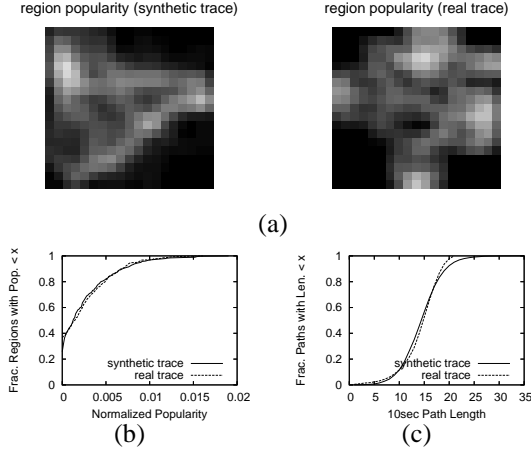 region popularity (synthetic trace)
region popularity (real trace)
(a)
Frac. Regions with Pop. < x
1
0.8
0.6
0.4
0.2
0
synthetic trace
real trace
0 0.005 0.01 0.015 0.02
Normalized Popularity
(b)
Frac. Paths with Len. < x
1
0.8
0.6
0.4
0.2
0
synthetic trace
real trace
0 5 10 15 20 25 30 35
10sec Path Length
(c)